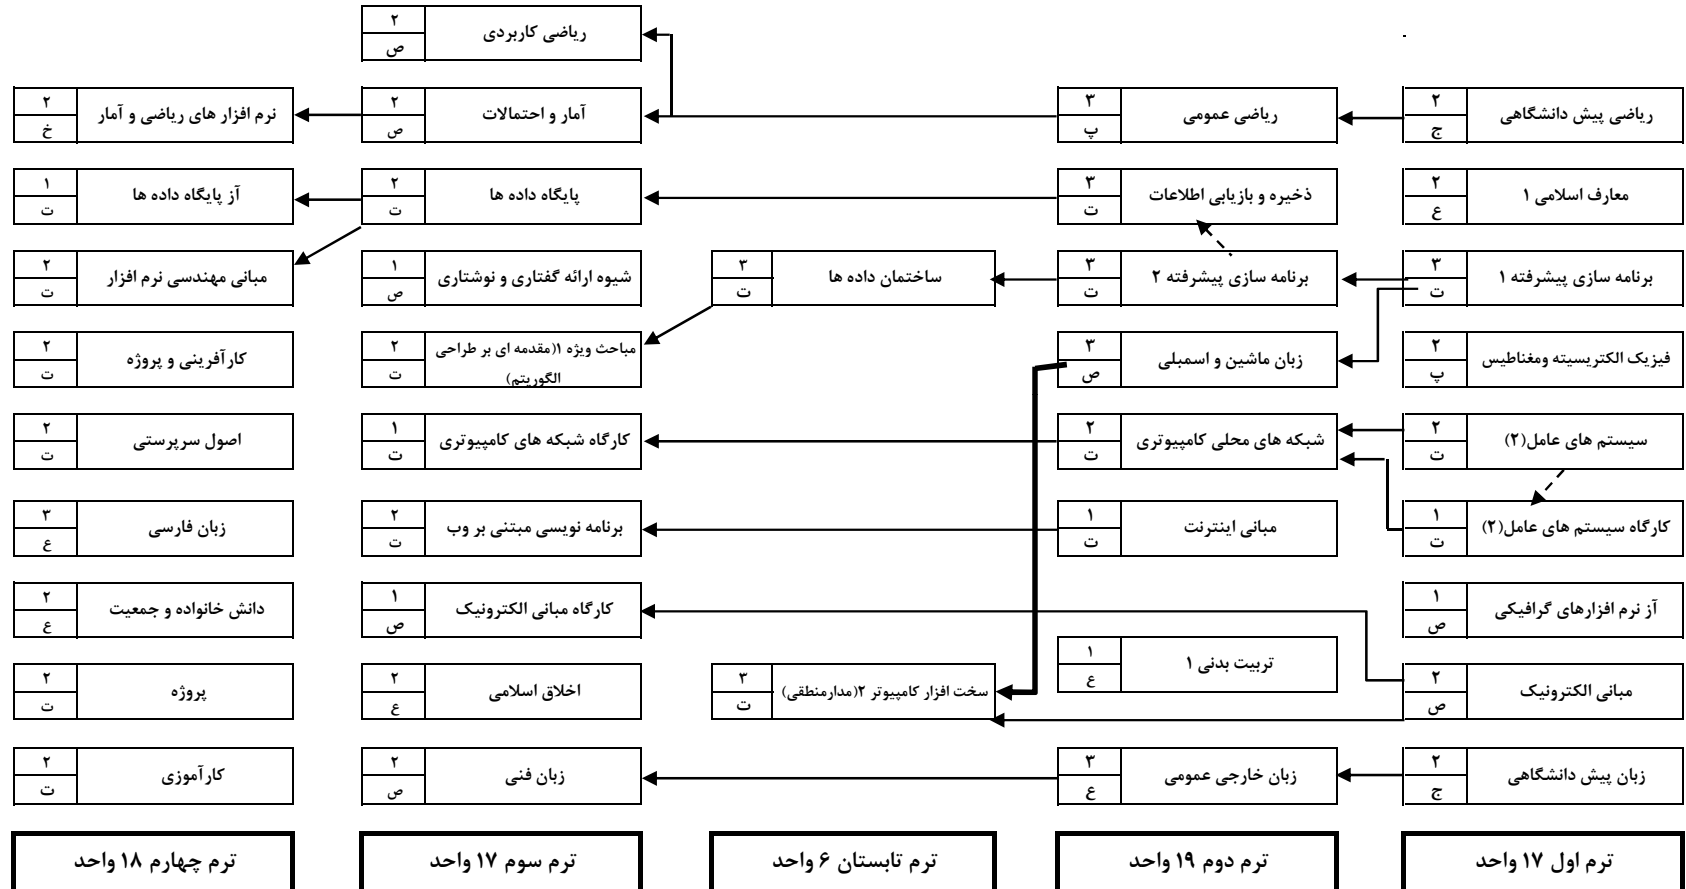 ریاضی کاربردی
۲
ص
ریاضی پیش دانشگاهی
۲
ج
ریاضی عمومی
۳
پ
آمار و احتمالات
۲
ص
نرم افزار های ریاضی و آمار
۲
خ
معارف اسلامی ۱
۲
ع
ذخیره و بازیابی اطلاعات
۳
ت
پایگاه داده ها
۲
ت
آز پایگاه داده ها
۱
ت
برنامه سازی پیشرفته ۱
۳
ت
برنامه سازی پیشرفته ۲
۳
ت
ساختمان داده ها
۳
ت
شیوه ارائه گفتاری و نوشتاری
۱
ص
مبانی مهندسی نرم افزار
۲
ت
فیزیک الکتریسیته ومغناطیس
۲
پ
زبان ماشین و اسمبلی
۳
ص
مباحث ویژه ۱(مقدمه ای بر طراحی
الگوریتم)
۲
ت
کارآفرینی و پروژه
۲
ت
سیستم های عامل(۲)
۲
ت
شبکه های محلی کامپیوتری
۲
ت
کارگاه شبکه های کامپیوتری
۱
ت
اصول سرپرستی
۲
ت
کارگاه سیستم های عامل(۲)
۱
ت
مبانی اینترنت
۱
ت
برنامه نویسی مبتنی بر وب
۲
ت
زبان فارسی
۳
ع
آز نرم افزارهای گرافیکی
۱
ص
کارگاه مبانی الکترونیک
۱
ص
دانش خانواده و جمعیت
۲
ع
تربیت بدنی ۱
۱
ع
مبانی الکترونیک
۲
ص
سخت افزار کامپیوتر ۲(مدارمنطقی)
۳
ت
اخلاق اسلامی
۲
ع
پروژه
۲
ت
زبان پیش دانشگاهی
۲
ج
زبان خارجی عمومی
۳
ع
زبان فنی
۲
ص
کارآموزی
۲
ت
ترم اول ۱۷ واحد
ترم دوم ۱۹ واحد
ترم تابستان ۶ واحد
ترم سوم ۱۷ واحد
ترم چهارم ۱۸ واحد